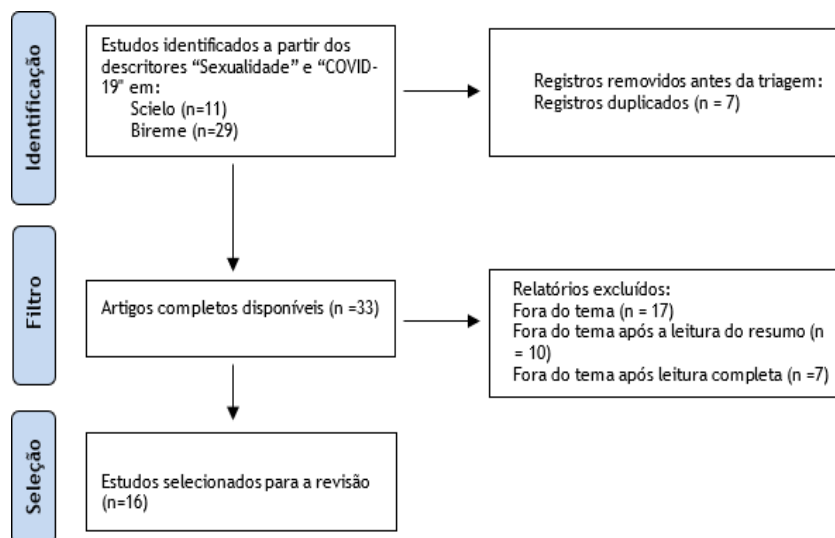 Identificação
Estudos identificados a partir dos
descritores “Sexualidade” e “COVID-
19" em:
Scielo (n=11)
Bireme (n=29)
Registros removidos antes da triagem:
Registros duplicados (n = 7)
Filtro
Artigos completos disponíveis (n =33)
Relatórios excluídos:
Fora do tema (n = 17)
Fora do tema após a leitura do resumo (n
= 10)
Fora do tema após leitura completa (n =7)
Seleção
Estudos selecionados para a revisão
(n=16)